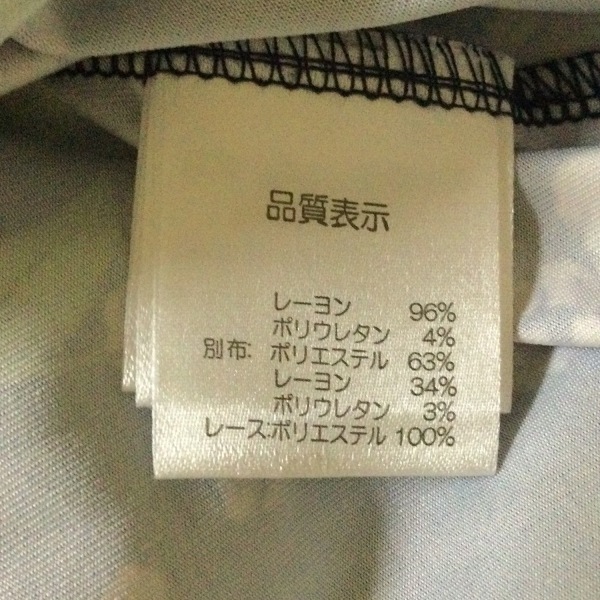 品質表示
レーヨン 96%
ポリウレタン 4%
別布: ポリエステル 63%
レーヨン 34%
ポリウレタン 3%
レース:ポリエステル 100%